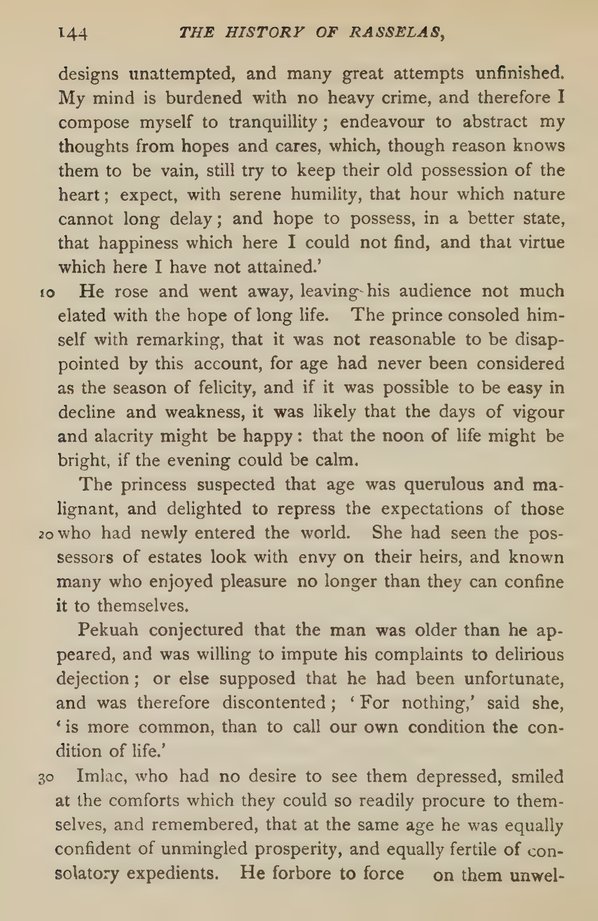 144 THE HISTORY OF RASSELAS,
designs unattempted, and many great attempts unfinished.
My mind is burdened with no heavy crime, and therefore I
compose myself to tranquillity ; endeavour to abstract my
thoughts from hopes and cares, which, though reason knows
them to be vain, still try to keep their old possession of the
heart ; expect, with serene humility, that hour which nature
cannot long delay ; and hope to possess, in a better state,
that happiness which here I could not find, and that virtue
which here I have not attained.'
10 He rose and went away, leaving his audience not much
elated with the hope of long life. The prince consoled him-
self with remarking, that it was not reasonable to be disap-
pointed by this account, for age had never been considered
as the season of felicity, and if it was possible to be easy in
decline and weakness, it was likely that the days of vigour
and alacrity might be happy : that the noon of life might be
bright, if the evening could be calm.
The princess suspected that age was querulous and ma-
lignant, and delighted to repress the expectations of those
20 who had newly entered the world. She had seen the pos-
sessors of estates look with envy on their heirs, and known
many who enjoyed pleasure no longer than they can confine
it to themselves.
Pekuah conjectured that the man was older than he ap-
peared, and was willing to impute his complaints to delirious
dejection ; or else supposed that he had been unfortunate,
and was therefore discontented ; ' For nothing,' said she,
' is more common, than to call our own condition the con-
dition of life.'
30 Imlac, who had no desire to see them depressed, smiled
at the comforts which they could so readily procure to them-
selves, and remembered, that at the same age he was equally
confident of unmingled prosperity, and equally fertile of con-
solatory expedients. He forbore to force on them unwel-